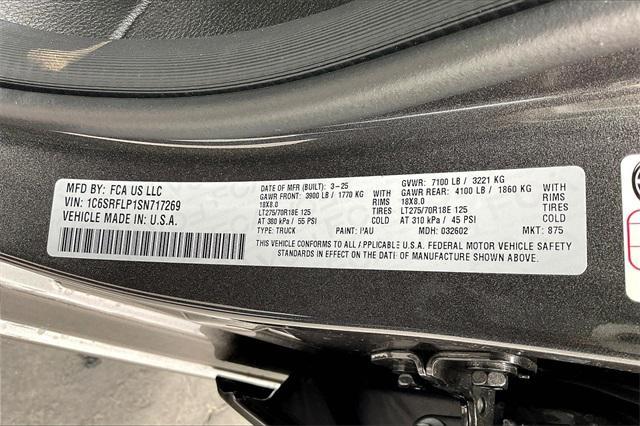 MFD BY: FCA US LLC
VIN: 1C6SRFLP1SN717269
VEHICLE MADE IN U.S.A.
DATE OF MFR (BUILT): 3-25
GAWR FRONT: 3900 LB / 1770 KG
18X8.0
LT275/70R18E 125
AT 380 kPa / 55 PSI
TYPE: TRUCK
WITH
RIMS
TIRES
COLD
PAINT: PAU
GVWR: 7100 LB / 3221 KG
GAWR REAR: 4100 LB / 1860 KG
18X8.0
LT275/70R18E 125
AT 310 kPa / 45 PSI
MDH: 032602
WITH
RIMS
TIRES
COLD
MKT: 875
THIS VEHICLE CONFORMS TO ALL APPLICABLE U.S.A. FEDERAL MOTOR VEHICLE SAFETY
STANDARDS IN EFFECT ON THE DATE OF MANUFACTURE SHOWN ABOVE.